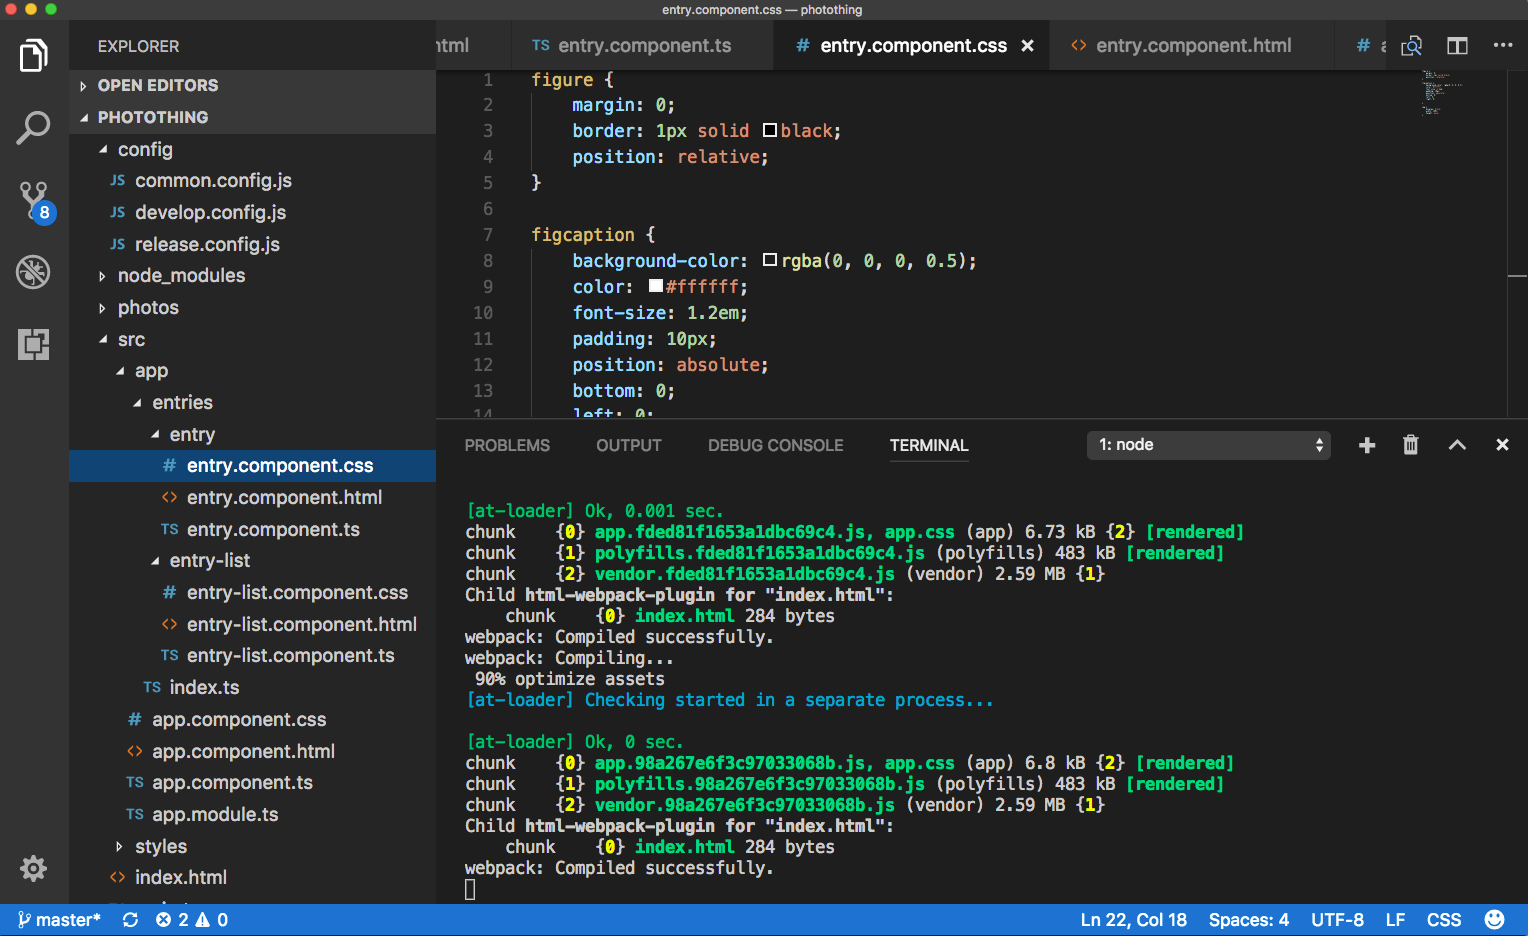 entry.component.css — photothing
EXPLORER
OPEN EDITORS
PHOTOTHING
config
JS common.config.js
JS develop.config.js
JS release.config.js
node_modules
photos
src
app
entries
entry
# entry.component.css
<> entry.component.html
TS entry.component.ts
entry-list
# entry-list.component.css
<> entry-list.component.html
TS entry-list.component.ts
TS index.ts
# app.component.css
<> app.component.html
TS app.component.ts
TS app.module.ts
styles
<> index.html
8
TS entry.component.ts
# entry.component.css ×
<> entry.component.html
#
1 figure {
2 margin: 0;
3 border: 1px solid black;
4 position: relative;
5 }
6
7 figcaption {
8 background-color: rgba(0, 0, 0, 0.5);
9 color: #ffffff;
10 font-size: 1.2em;
11 padding: 10px;
12 position: absolute;
13 bottom: 0;
14 left: 0;
PROBLEMS OUTPUT DEBUG CONSOLE TERMINAL 1: node
[at-loader] Ok, 0.001 sec.
chunk {0} app.fded81f1653a1dbc69c4.js, app.css (app) 6.73 kB {2} [rendered]
chunk {1} polyfills.fded81f1653a1dbc69c4.js (polyfills) 483 kB [rendered]
chunk {2} vendor.fded81f1653a1dbc69c4.js (vendor) 2.59 MB {1}
Child html-webpack-plugin for "index.html":
chunk {0} index.html 284 bytes
webpack: Compiled successfully.
webpack: Compiling...
90% optimize assets
[at-loader] Checking started in a separate process...
[at-loader] Ok, 0 sec.
chunk {0} app.98a267e6f3c97033068b.js, app.css (app) 6.8 kB {2} [rendered]
chunk {1} polyfills.98a267e6f3c97033068b.js (polyfills) 483 kB [rendered]
chunk {2} vendor.98a267e6f3c97033068b.js (vendor) 2.59 MB {1}
Child html-webpack-plugin for "index.html":
chunk {0} index.html 284 bytes
webpack: Compiled successfully.
master* 2 0 Ln 22, Col 18 Spaces: 4 UTF-8 LF CSS